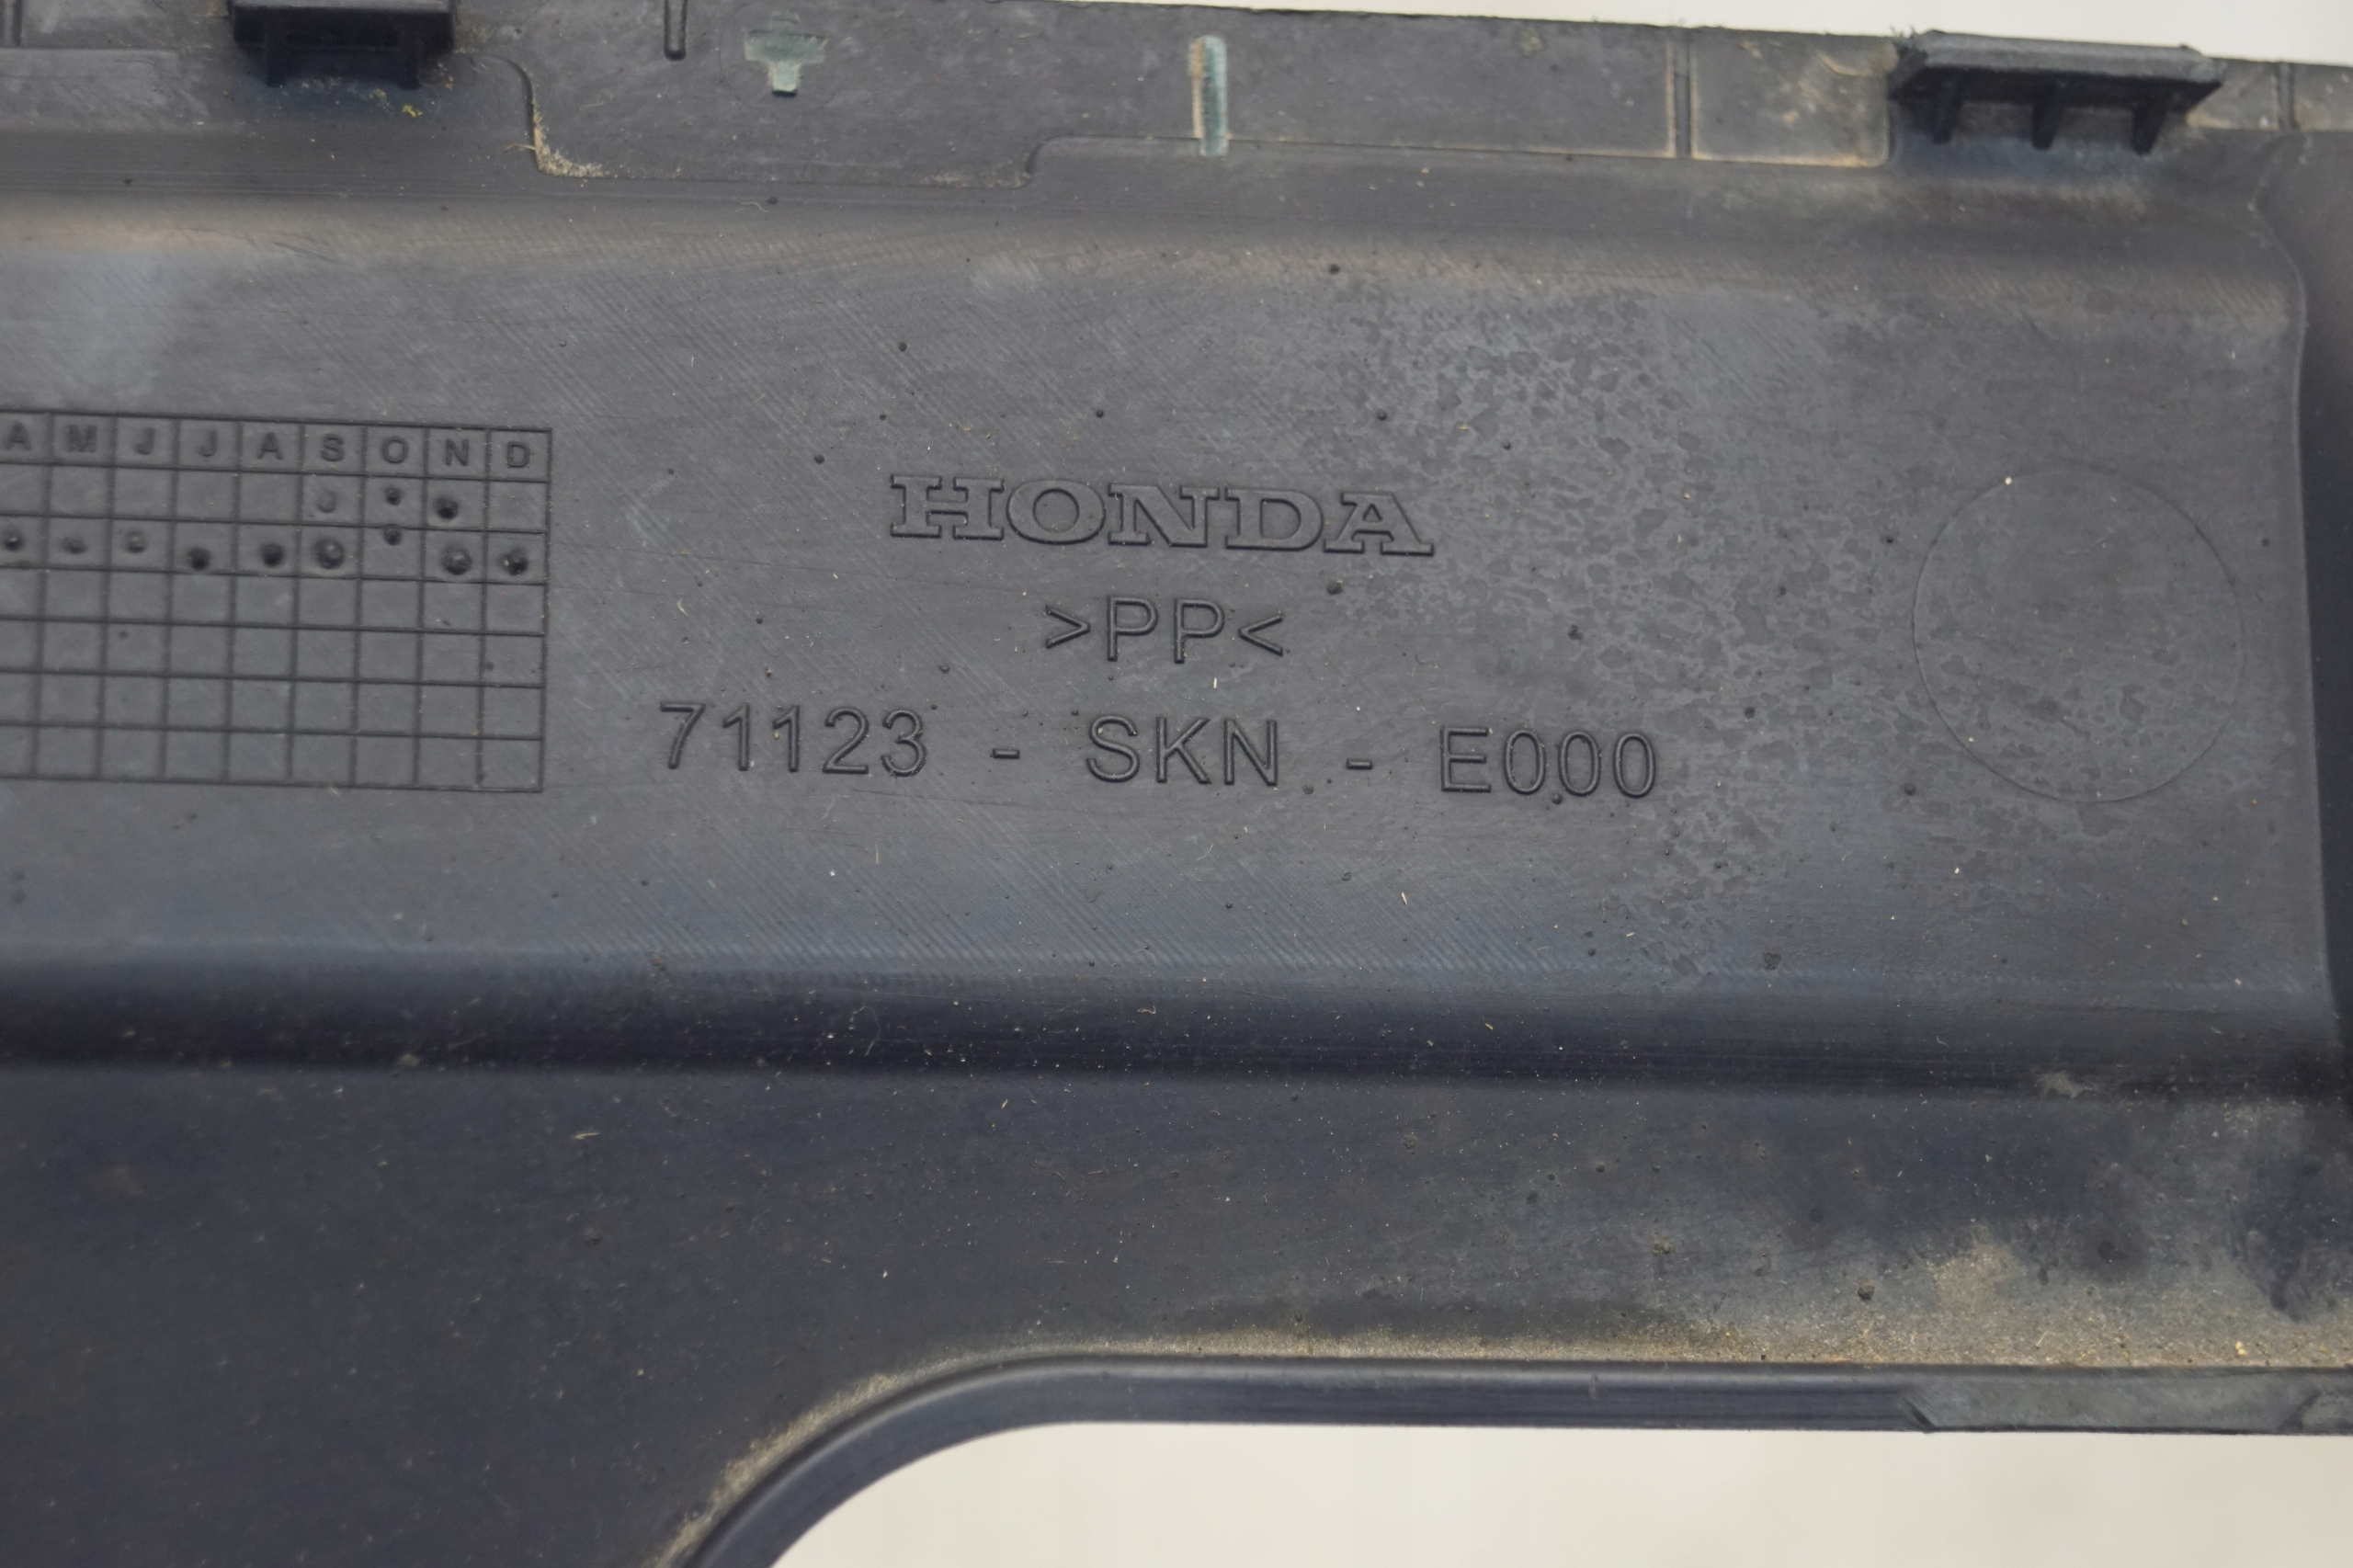 A M J J A S O N D
HONDA
>PP<
71123 - SKN - E000